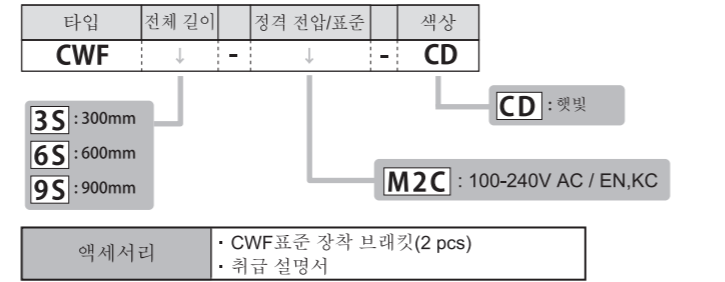 타입 전체 길이 정격 전압/표준 색상
CWF ↓ - ↓ - CD
3S : 300mm
6S : 600mm
9S : 900mm
CD : 햇빛
M2C : 100-240V AC / EN,KC
액세서리
· CWF표준 장착 브래킷(2 pcs)
· 취급 설명서